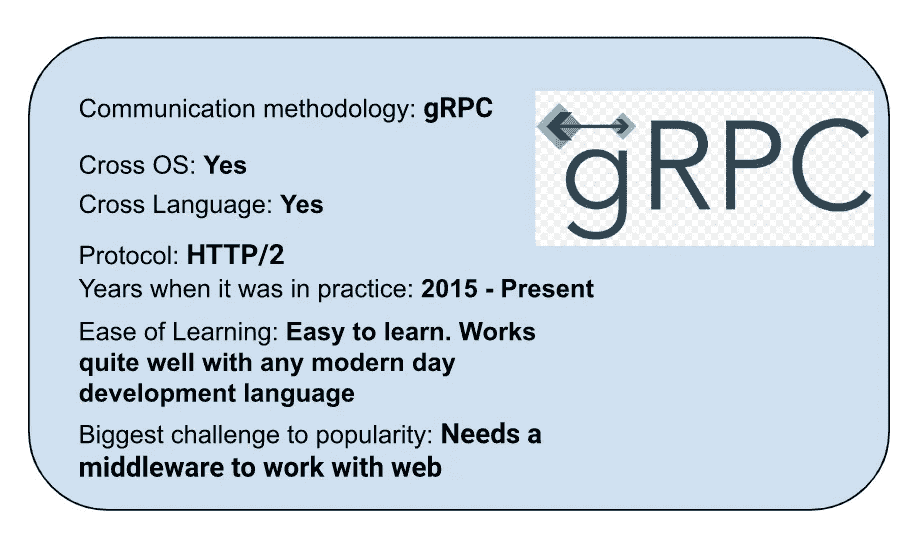 Communication methodology: gRPC
gRPC
Cross OS: Yes
Cross Language: Yes
Protocol: HTTP/2
Years when it was in practice: 2015 - Present
Ease of Learning: Easy to learn. Works
quite well with any modern day
development language
Biggest challenge to popularity: Needs a
middleware to work with web